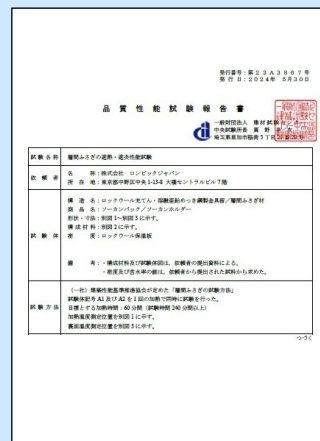 発行番号:第23A3867号
発行日:2024年 5月30日
品質性能試験報告書
一般財団法人 建材試験
中央試験所長 真野
埼玉県草加市稲荷5丁目
試験名称 層間ふさぎの遮熱・遮炎性能試験
依頼者 名 称:株式会社 ロンビックジャパン
所 在 地:東京都中野区中央1-13-8 大橋セントラルビル7階
試験体 構 造 名:ロックウール充てん・溶融亜鉛めっき鋼製金具留/層間ふさぎ材
商 品 名:ソーカンパック/ソーカンホルダー
形状・寸法:別図1~別図3に示す。
構成材料:別図2に示す。
密 度:ロックウール保温板
備 考:・構成材料及び試験体図は、依頼者の提出資料による。
・密度及び含水率の値は、依頼者から提出された試料から求めた。
試験方法 (一社)建築性能基準推進協会が定めた「層間ふさぎの試験方法」
試験体記号A1及びA2を1回の加熱で同時に試験を行った。
目標とする加熱時間:60分間(試験時間240分間以上)
加熱温度測定位置を別図1に示す。
裏面温度測定位置を別図3に示す。
つづく